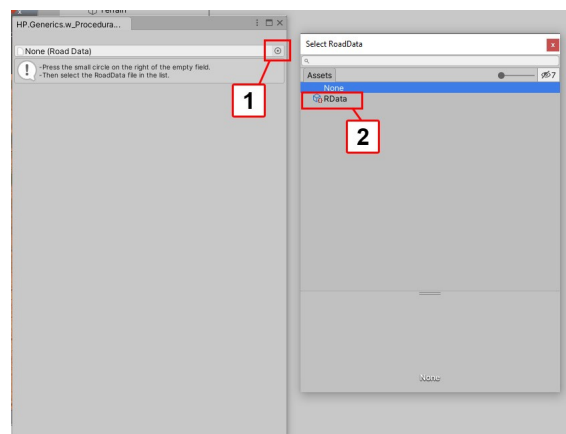 Terrain
HP.Generics.w_Procedura...
None (Road Data)
-Press the small circle on the right of the empty field.
-Then select the RoadData file in the list.
1
Select RoadData
x
Assets
7
None
RData
2
None